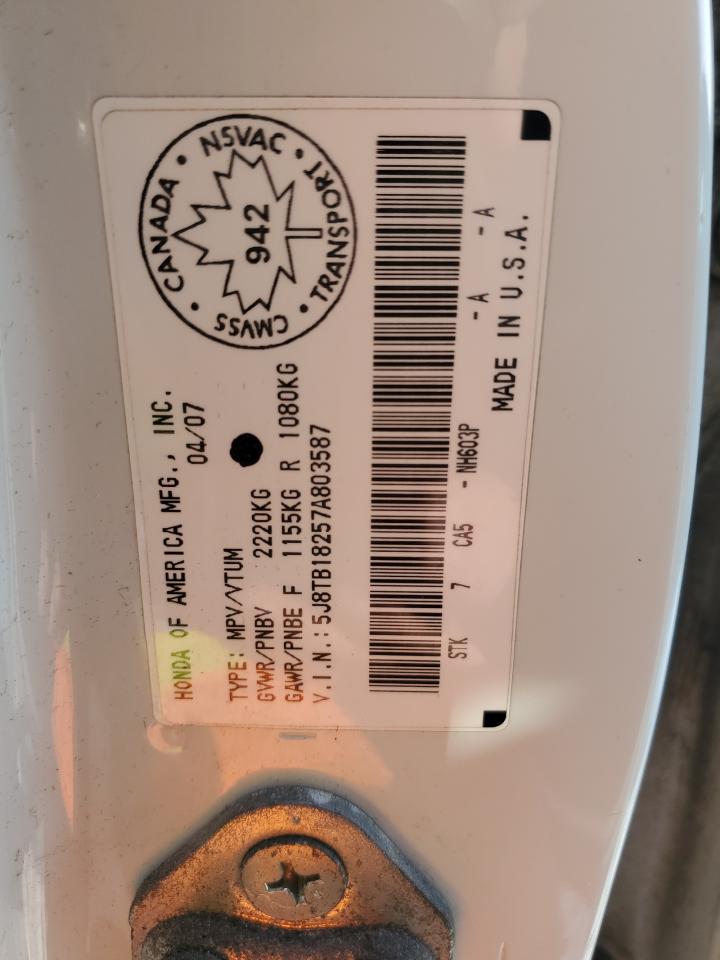 HONDA OF AMERICA MFG., INC.
04/07
TYPE: MPV/VTUM
GVWR/PNBV 2220KG
GAWR/PNBE F 1155KG R 1080KG
V.I.N.: 5J8TB18257A803587
CANADA • NSVAC • TRANSPORT • CMVSS •
942
STK 7 CA5 - NH603P - A - A
MADE IN U.S.A.